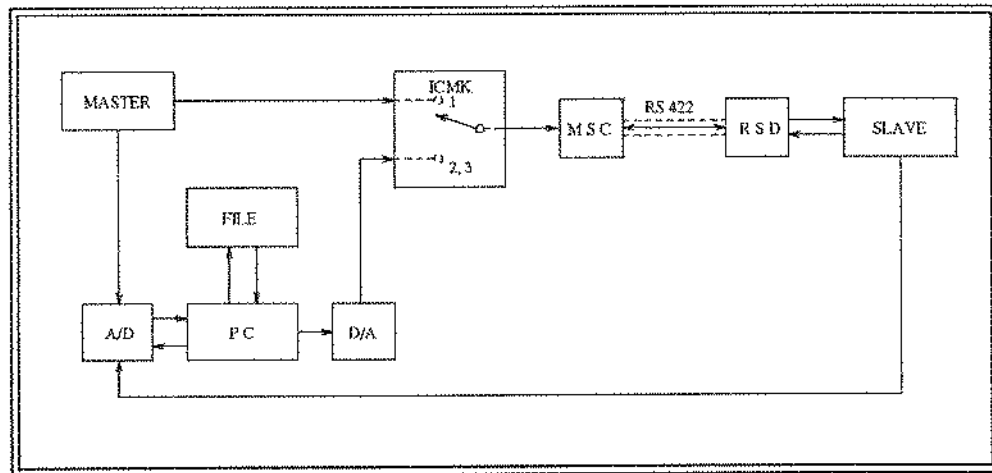 MASTER
ICMK
1
2, 3
MSC
RS 422
RSD
SLAVE
FILE
A/D
PC
D/A